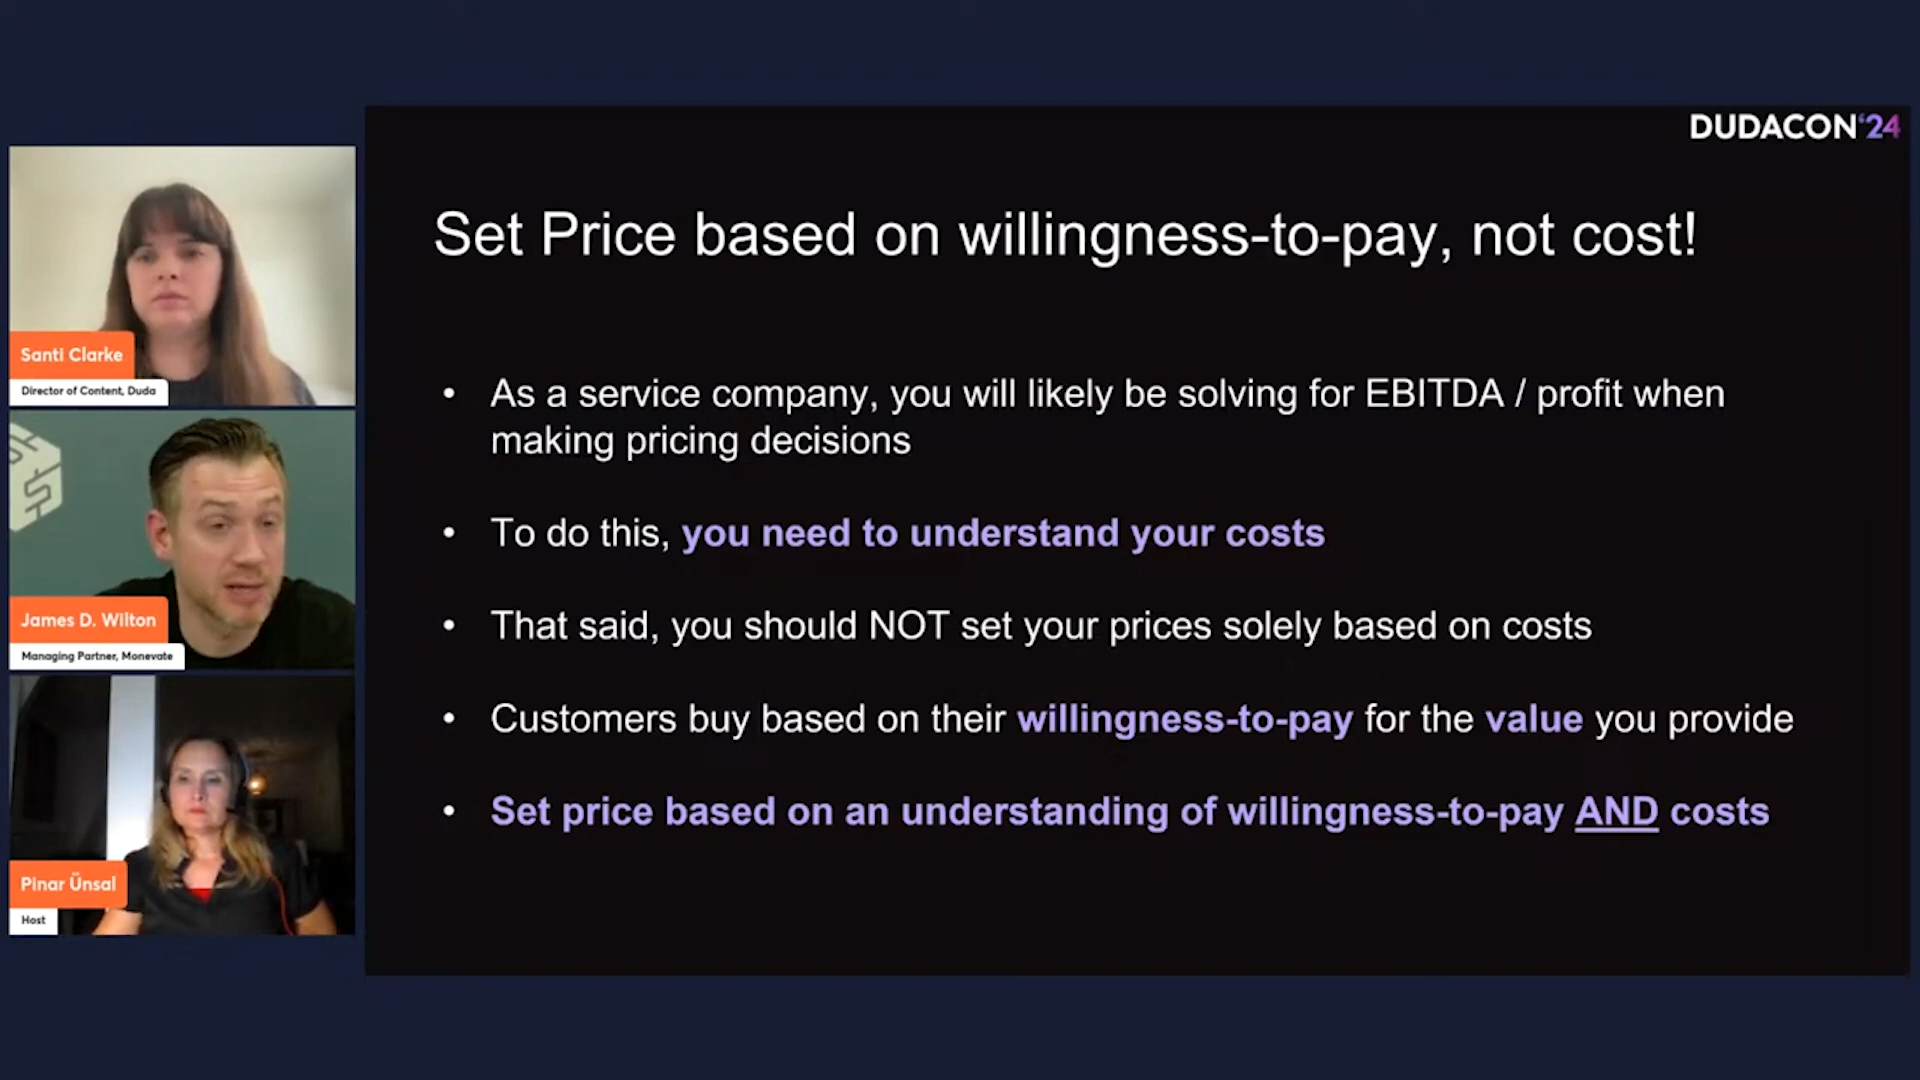 DUDACON'24
Set Price based on willingness-to-pay, not cost!
• As a service company, you will likely be solving for EBITDA / profit when
making pricing decisions
• To do this, you need to understand your costs
• That said, you should NOT set your prices solely based on costs
• Customers buy based on their willingness-to-pay for the value you provide
• Set price based on an understanding of willingness-to-pay AND costs
Santi Clarke
Director of Content, Duda
James D. Wilton
Managing Partner, Monevate
Pinar Ünsal
Host